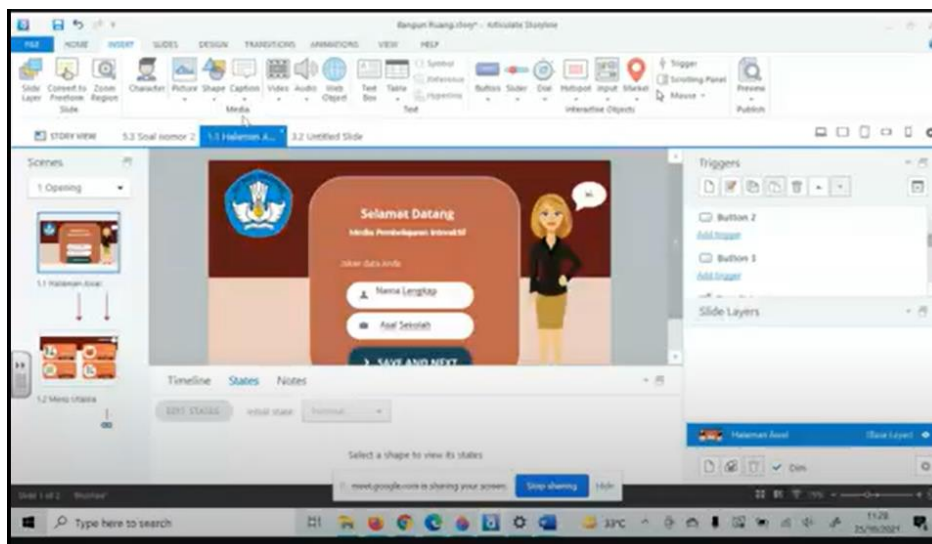 Bangun Ruang.story* - Articulate Storyline
FILE HOME INSERT SLIDES DESIGN TRANSITIONS ANIMATIONS VIEW HELP
Slide Layer
Convert to Freeform
Zoom Region
Slide
Character
Picture
Shape
Caption
Video
Audio
Web Object
Media
Text Box
Table
Symbol
Reference
Hyperlink
Text
Button
Slider
Dial
Hotspot
Input
Marker
Trigger
Scrolling Panel
Mouse
Interactive Objects
Preview
Publish
STORY VIEW
5.3 Soal nomor 2
1.1 Halaman A...
3.2 Untitled Slide
Scenes
1 Opening
1.1 Halaman Awal
1.2 Menu Utama
Selamat Datang
Media Pembelajaran Interaktif
data anda
Nama Lengkap
Asal Sekolah
SAVE AND NEXT
Triggers
Button 2
Add trigger
Button 3
Add trigger
Slide Layers
Halaman Awal
(Base Layer)
Dim
Timeline States Notes
EDIT STATES
Initial state:
Normal
Select a shape to view its states
meet.google.com is sharing your screen.
Stop sharing
Hide
Type here to search
33°C
11:28
25/10/2021